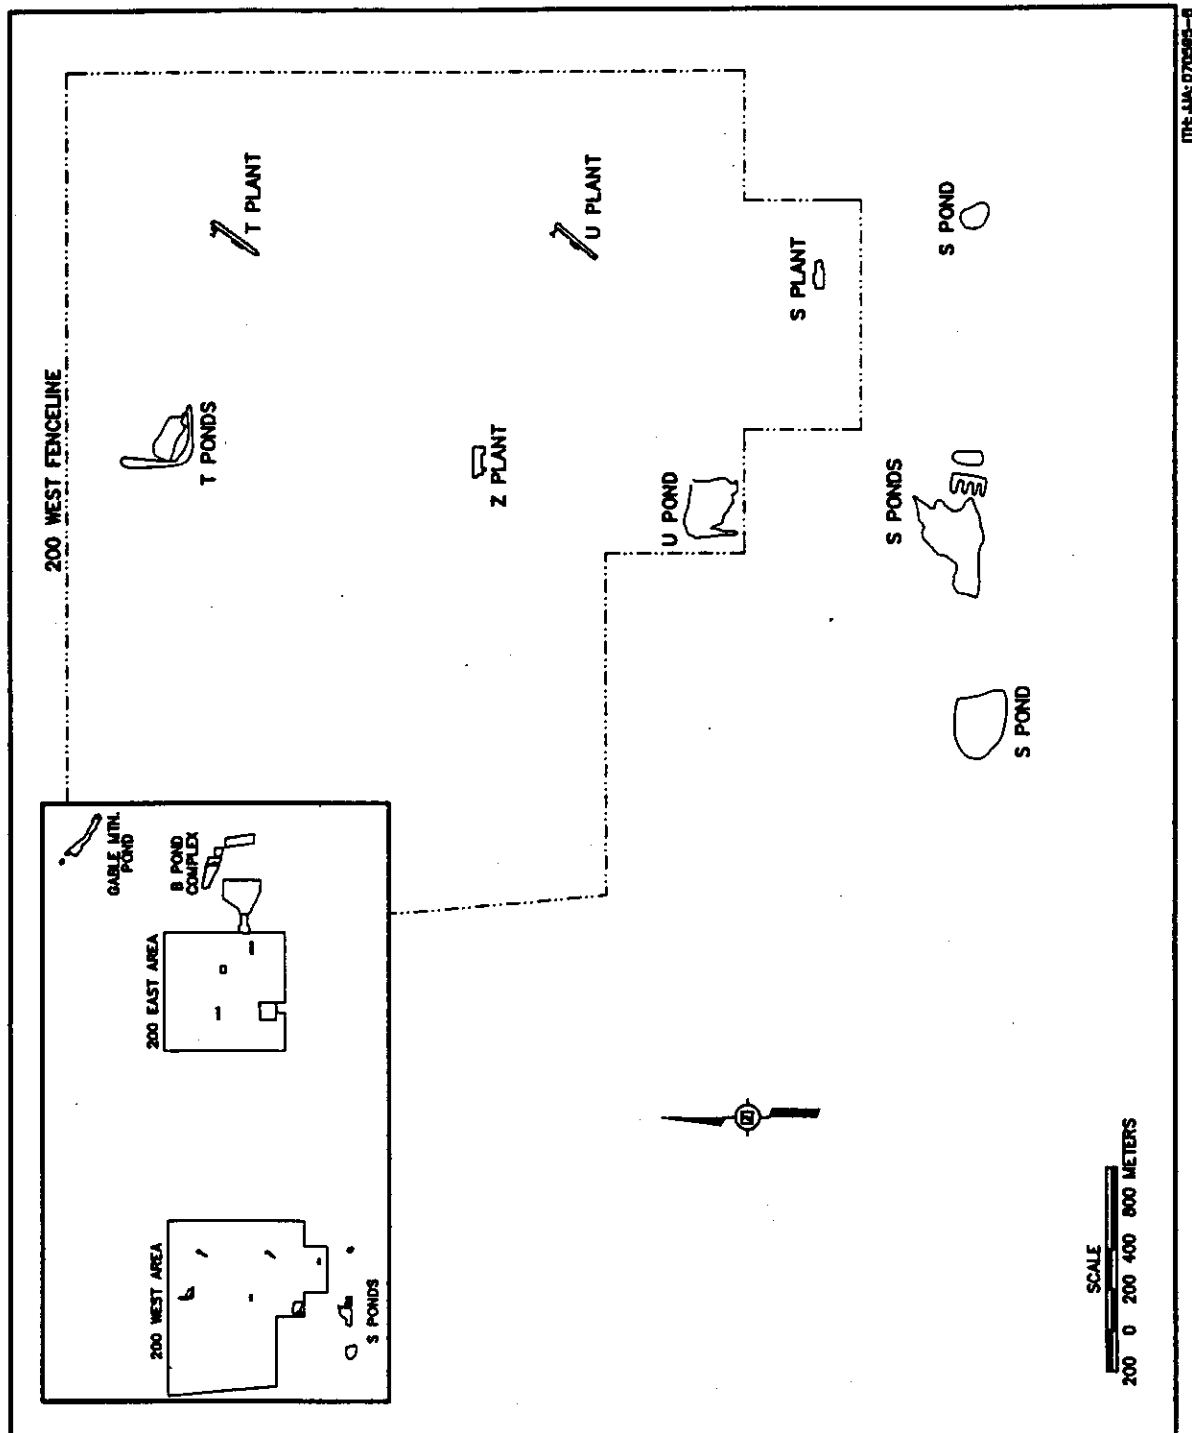 200 WEST FENCELINE
T PLANT
U PLANT
S PLANT
S POND
T PONDS
Z PLANT
U POND
S PONDS
S POND
GABLE MTN.
POND
B POND
COMPLEX
200 EAST AREA
200 WEST AREA
S PONDS
N
SCALE
200 0 200 400 800 METERS